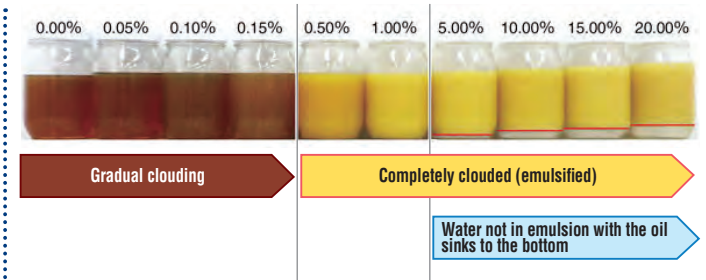 0.00% 0.05% 0.10% 0.15% 0.50% 1.00% 5.00% 10.00% 15.00% 20.00%
Gradual clouding
Completely clouded (emulsified)
Water not in emulsion with the oil
sinks to the bottom